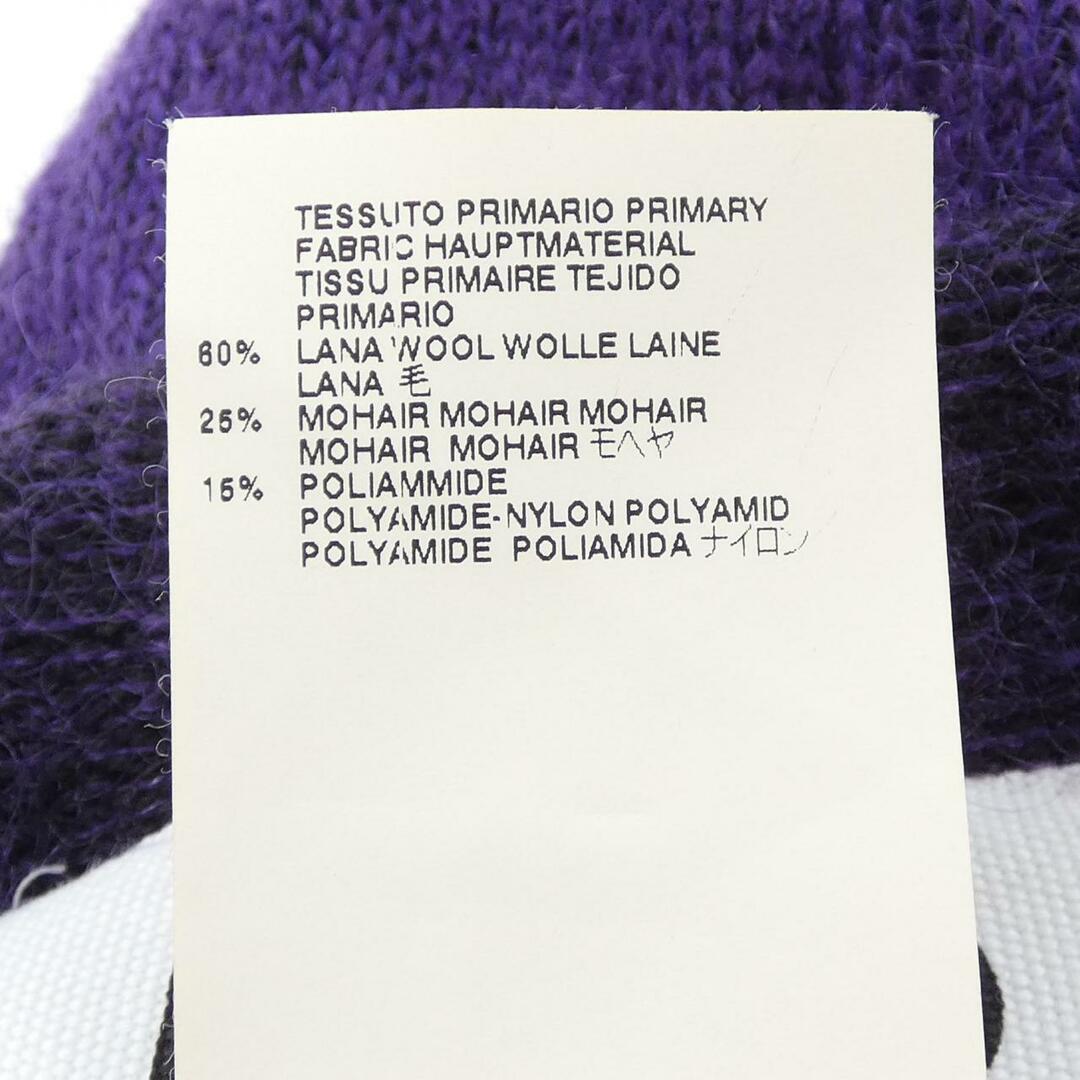 TESSUTO PRIMARIO PRIMARY
FABRIC HAUPTMATERIAL
TISSU PRIMAIRE TEJIDO
PRIMARIO
60% LANA WOOL WOLLE LAINE
LANA 毛
25% MOHAIR MOHAIR MOHAIR
MOHAIR MOHAIR モヘヤ
15% POLIAMMIDE
POLYAMIDE-NYLON POLYAMID
POLYAMIDE POLIAMIDA ナイロン